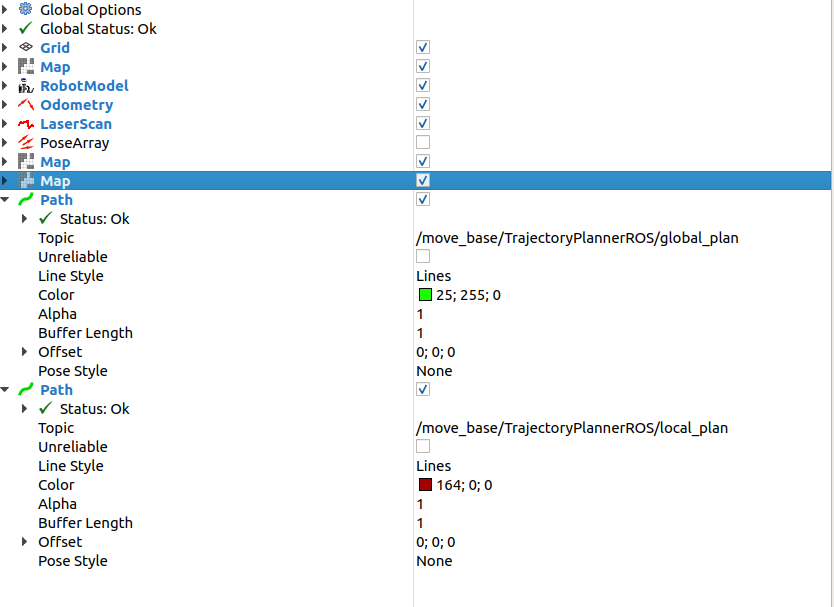 Global Options
Global Status: Ok
Grid
Map
RobotModel
Odometry
LaserScan
PoseArray
Map
Map
Path
Status: Ok
Topic /move_base/TrajectoryPlannerROS/global_plan
Unreliable
Line Style Lines
Color 25; 255; 0
Alpha 1
Buffer Length 1
Offset 0; 0; 0
Pose Style None
Path
Status: Ok
Topic /move_base/TrajectoryPlannerROS/local_plan
Unreliable
Line Style Lines
Color 164; 0; 0
Alpha 1
Buffer Length 1
Offset 0; 0; 0
Pose Style None